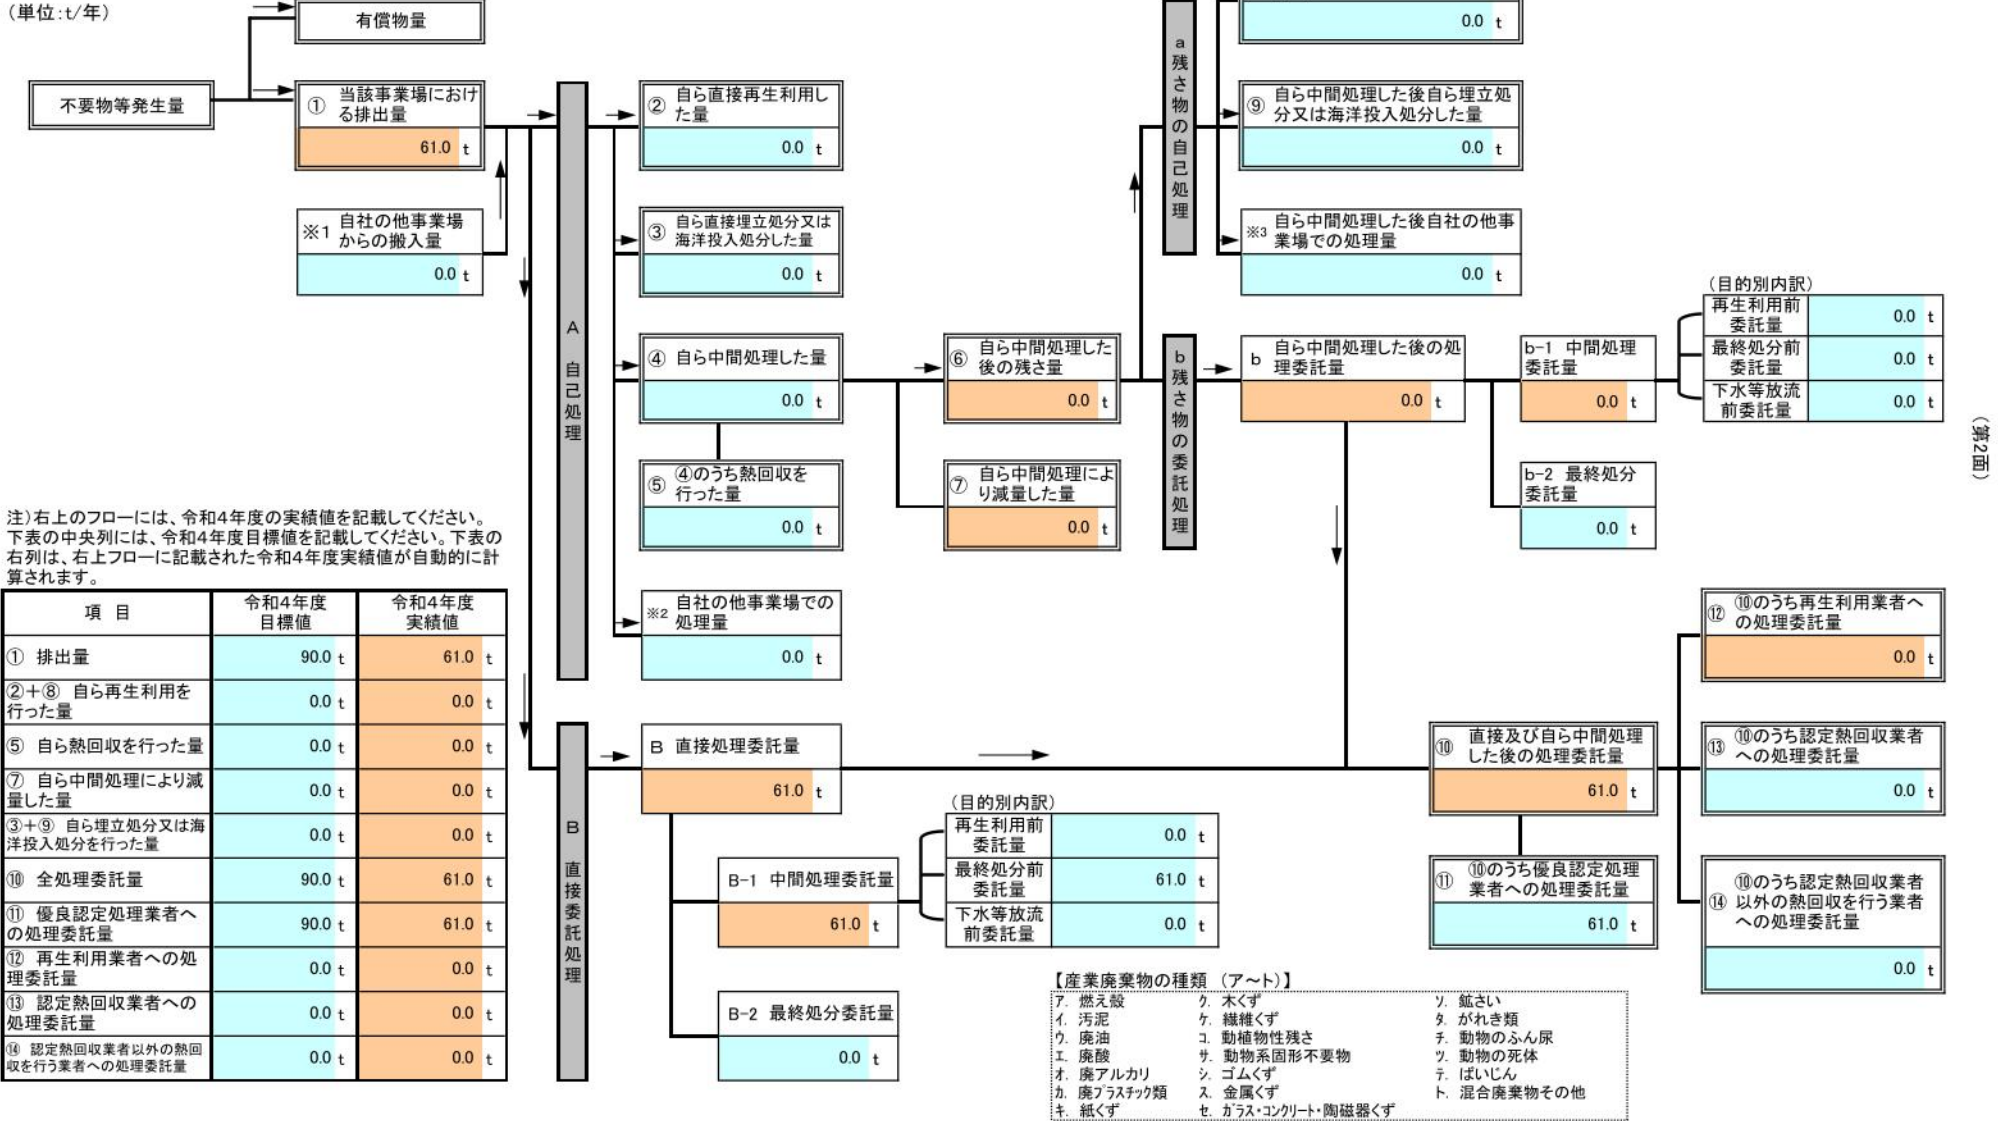 （単位：t/年）
有償物量
0.0 t
不要物等発生量
① 当該事業場におけ
る排出量
61.0 t
※1 自社の他事業場
からの搬入量
0.0 t
A 自己処理
② 自ら直接再生利用し
た量
0.0 t
③ 自ら直接埋立処分又は
海洋投入処分した量
0.0 t
④ 自ら中間処理した量
0.0 t
⑤ ④のうち熱回収を
行った量
0.0 t
※2 自社の他事業場での
処理量
0.0 t
⑥ 自ら中間処理した
後の残さ量
0.0 t
⑦ 自ら中間処理によ
り減量した量
0.0 t
a残さ物の自己処理
⑨ 自ら中間処理した後自ら埋立処
分又は海洋投入処分した量
0.0 t
※3 自ら中間処理した後自社の他事
業場での処理量
0.0 t
b残さ物の委託処理
b 自ら中間処理した後の処
理委託量
0.0 t
b-1 中間処理
委託量
0.0 t
b-2 最終処分
委託量
0.0 t
（目的別内訳）
再生利用前
委託量
0.0 t
最終処分前
委託量
0.0 t
下水等放流
前委託量
0.0 t
（第2面）
注）右上のフローには、令和4年度の実績値を記載してください。
下表の中央列には、令和4年度目標値を記載してください。下表の
右列は、右上フローに記載された令和4年度実績値が自動的に計
算されます。
項 目
令和4年度
目標値
令和4年度
実績値
① 排出量
90.0 t
61.0 t
②＋⑧ 自ら再生利用を
行った量
0.0 t
0.0 t
⑤ 自ら熱回収を行った量
0.0 t
0.0 t
⑦ 自ら中間処理により減
量した量
0.0 t
0.0 t
③＋⑨ 自ら埋立処分又は海
洋投入処分を行った量
0.0 t
0.0 t
⑩ 全処理委託量
90.0 t
61.0 t
⑪ 優良認定処理業者へ
の処理委託量
90.0 t
61.0 t
⑫ 再生利用業者への処
理委託量
0.0 t
0.0 t
⑬ 認定熱回収業者への
処理委託量
0.0 t
0.0 t
⑭ 認定熱回収業者以外の熱回
収を行う業者への処理委託量
0.0 t
0.0 t
B 直接委託処理
B 直接処理委託量
61.0 t
B-1 中間処理委託量
61.0 t
B-2 最終処分委託量
0.0 t
（目的別内訳）
再生利用前
委託量
0.0 t
最終処分前
委託量
61.0 t
下水等放流
前委託量
0.0 t
⑩ 直接及び自ら中間処理
した後の処理委託量
61.0 t
⑪ ⑩のうち優良認定処理
業者への処理委託量
61.0 t
⑫ ⑩のうち再生利用業者へ
の処理委託量
0.0 t
⑬ ⑩のうち認定熱回収業者
への処理委託量
0.0 t
⑭ ⑩のうち認定熱回収業者
以外の熱回収を行う業者
への処理委託量
0.0 t
【産業廃棄物の種類 （ア～ト）】
ア. 燃え殻
イ. 汚泥
ウ. 廃油
エ. 廃酸
オ. 廃アルカリ
カ. 廃プラスチック類
キ. 紙くず
ク. 木くず
ケ. 繊維くず
コ. 動植物性残さ
サ. 動物系固形不要物
シ. ゴムくず
ス. 金属くず
セ. ガラス・コンクリート・陶磁器くず
ソ. 鉱さい
タ. がれき類
チ. 動物のふん尿
ツ. 動物の死体
テ. ばいじん
ト. 混合廃棄物その他